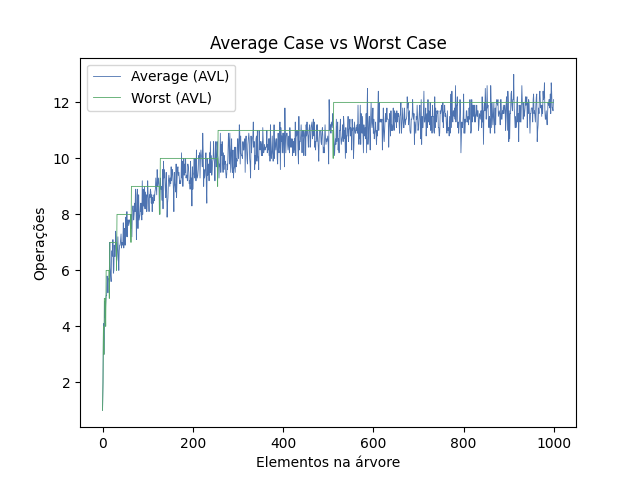 Average Case vs Worst Case
Average (AVL)
Worst (AVL)
12
10
8
6
4
2
Operações
0
200
400
600
800
1000
Elementos na árvore